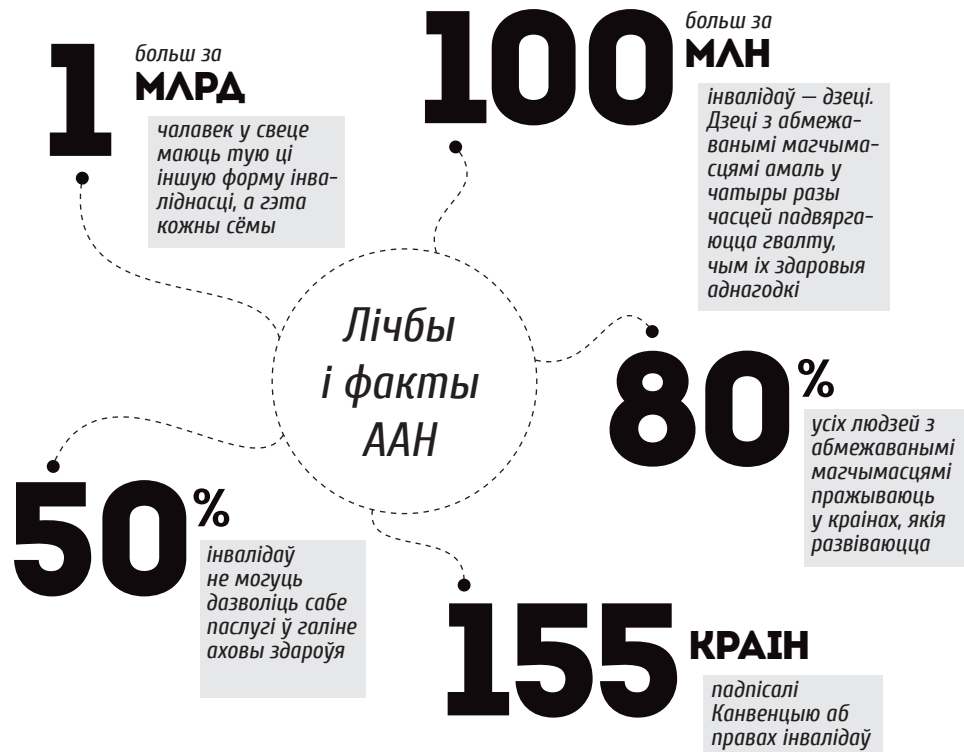 1
больш за
МЛРД
чалавек у свеце
маюць тую ці
іншую форму інва-
ліднасці, а гэта
кожны сёмы
100
больш за
МЛН
інвалідаў — дзеці.
Дзеці з абмежа-
ванымі магчыма-
сцямі амаль у
чатыры разы
часцей падвярга-
юцца гвалту,
чым іх здаровыя
аднагодкі
Лічбы
і факты
ААН
80%
усіх людзей з
абмежаванымі
магчымасцямі
пражываюць
у краінах, якія
развіваюцца
50%
інвалідаў
не могуць
дазволіць сабе
паслугі ў галіне
аховы здароўя
155 КРАІН
падпісалі
Канвенцыю аб
правах інвалідаў